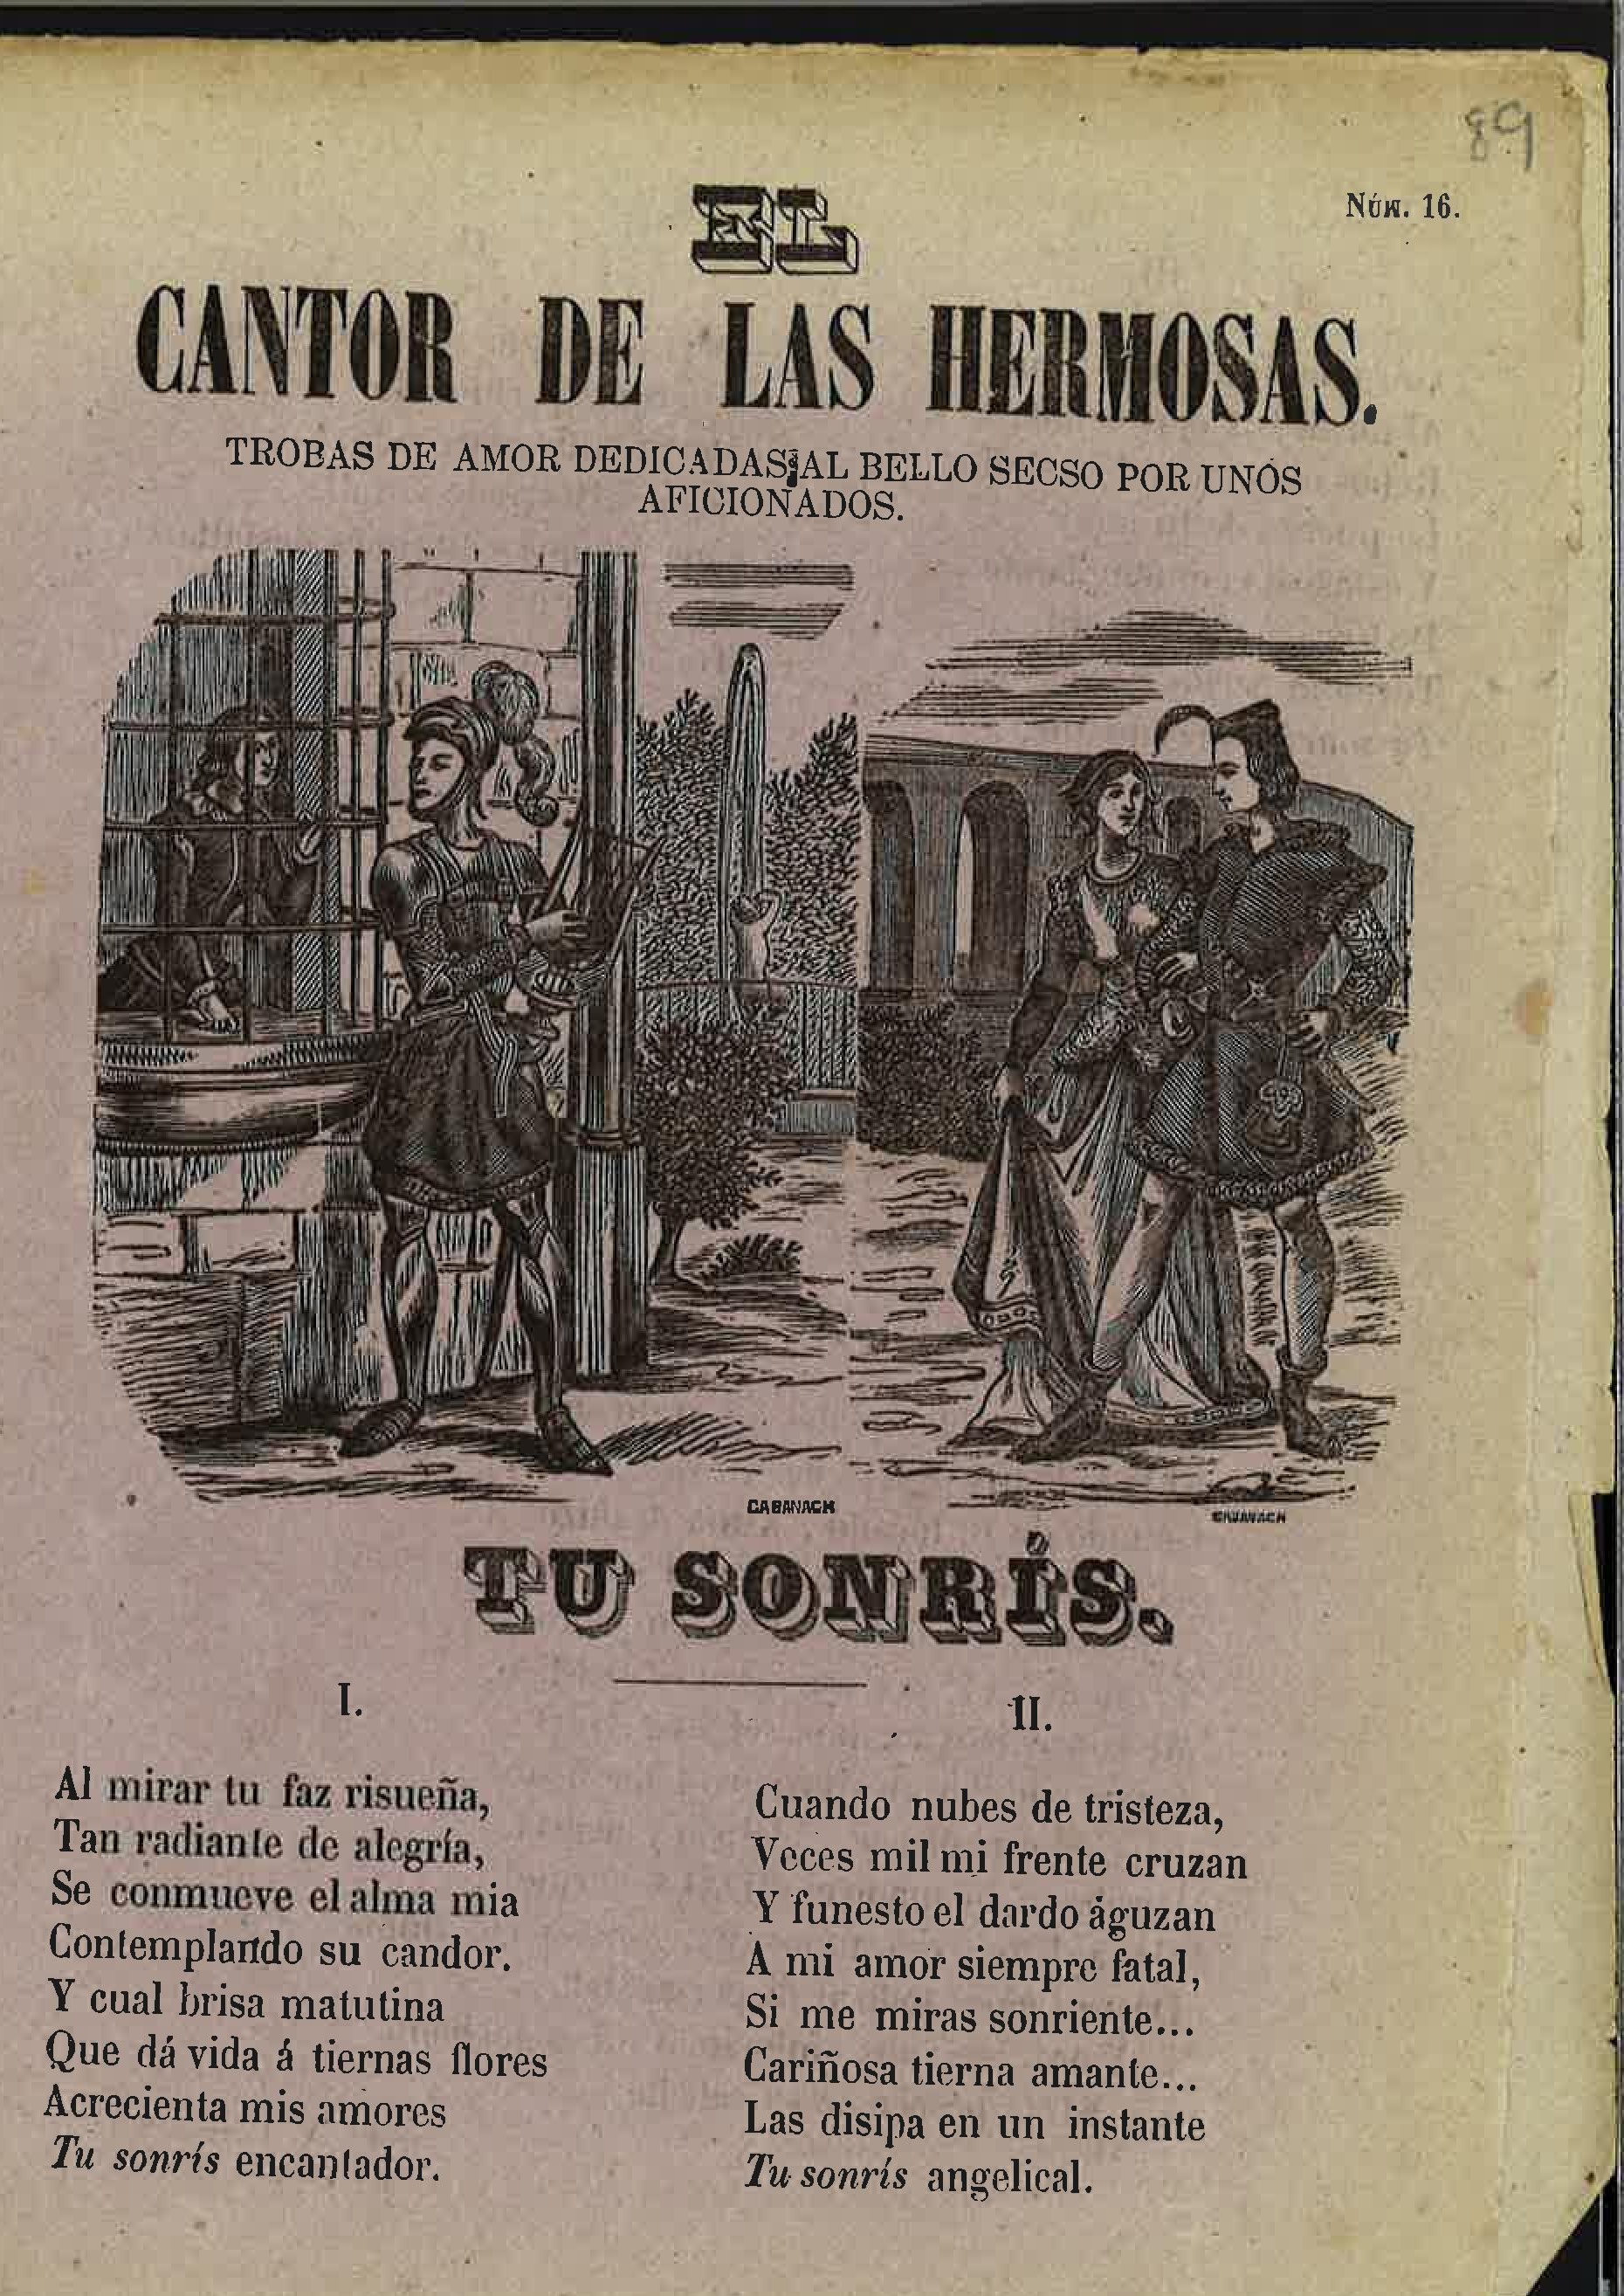 89
Núm. 16.
EL
CANTOR DE LAS HERMOSAS.
TROBAS DE AMOR DEDICADAS AL BELLO SECSO POR UNOS
AFICIONADOS.
CABANACH
CABANACH
TU SONRÍS.
I.
Al mirar tu faz risueña,
Tan radiante de alegría,
Se conmueve el alma mia
Contemplando su candor.
Y cual brisa matutina
Que dá vida á tiernas flores
Acrecienta mis amores
Tu sonrís encantador.
II.
Cuando nubes de tristeza,
Veces mil mi frente cruzan
Y funesto el dardo águzan
A mi amor siempre fatal,
Si me miras sonriente...
Cariñosa tierna amante...
Las disipa en un instante
Tu sonrís angelical.